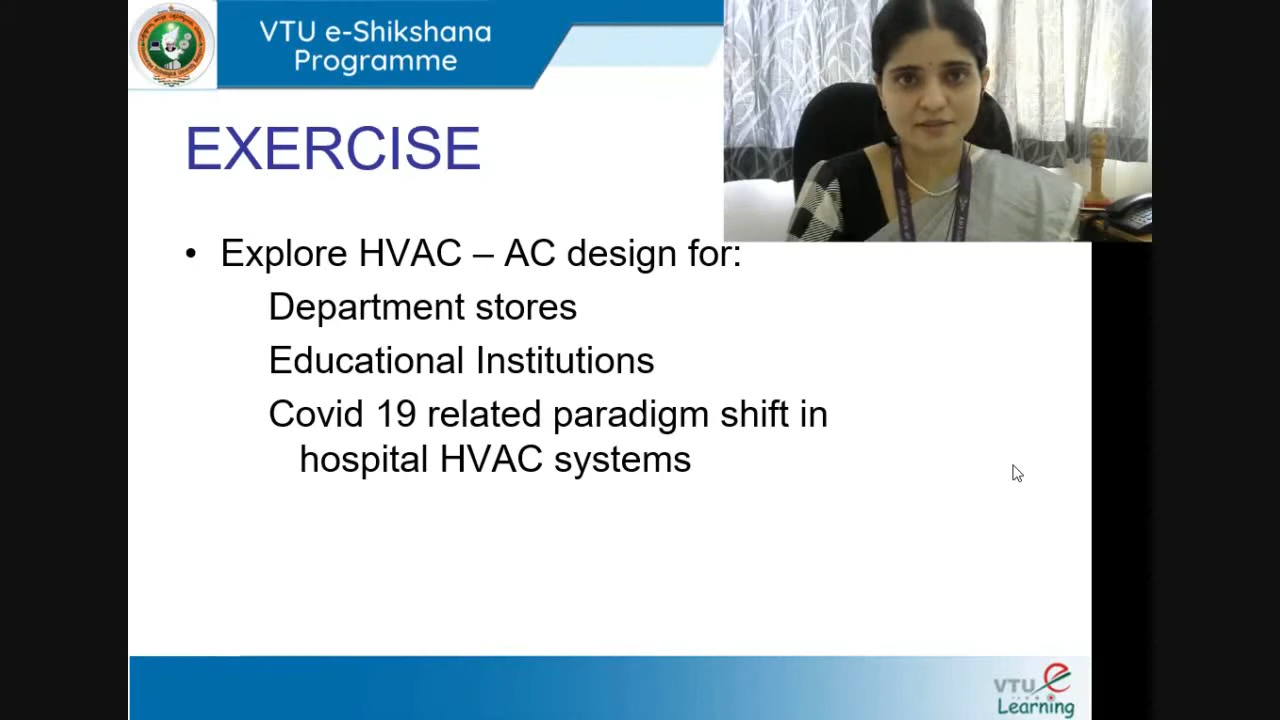 VTU e-Shikshana
Programme
EXERCISE
• Explore HVAC – AC design for:
Department stores
Educational Institutions
Covid 19 related paradigm shift in
hospital HVAC systems
VTU e
Learning